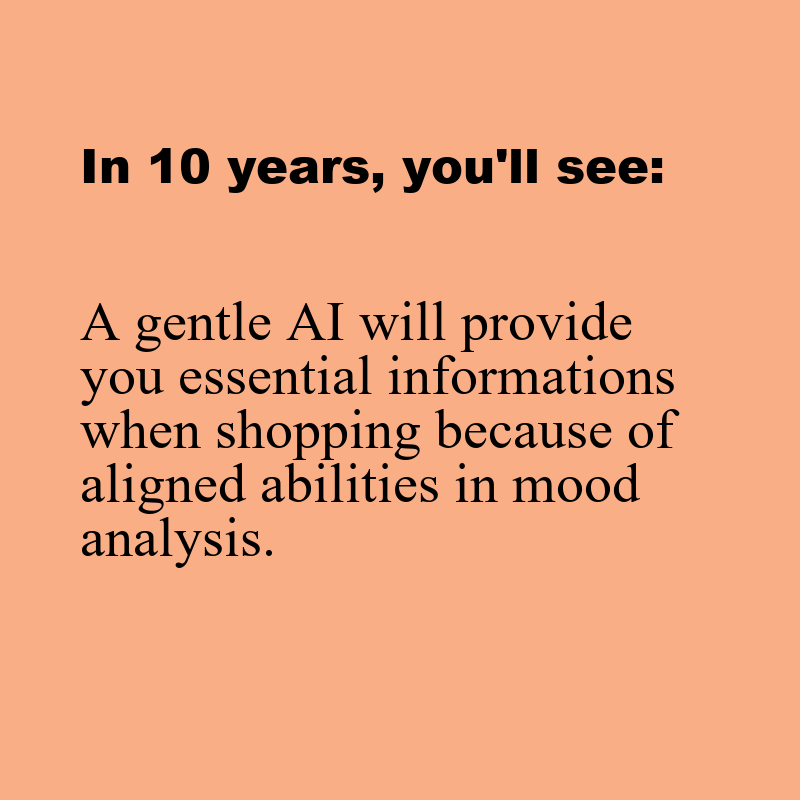 In 10 years, you'll see:
A gentle AI will provide
you essential informations
when shopping because of
aligned abilities in mood
analysis.